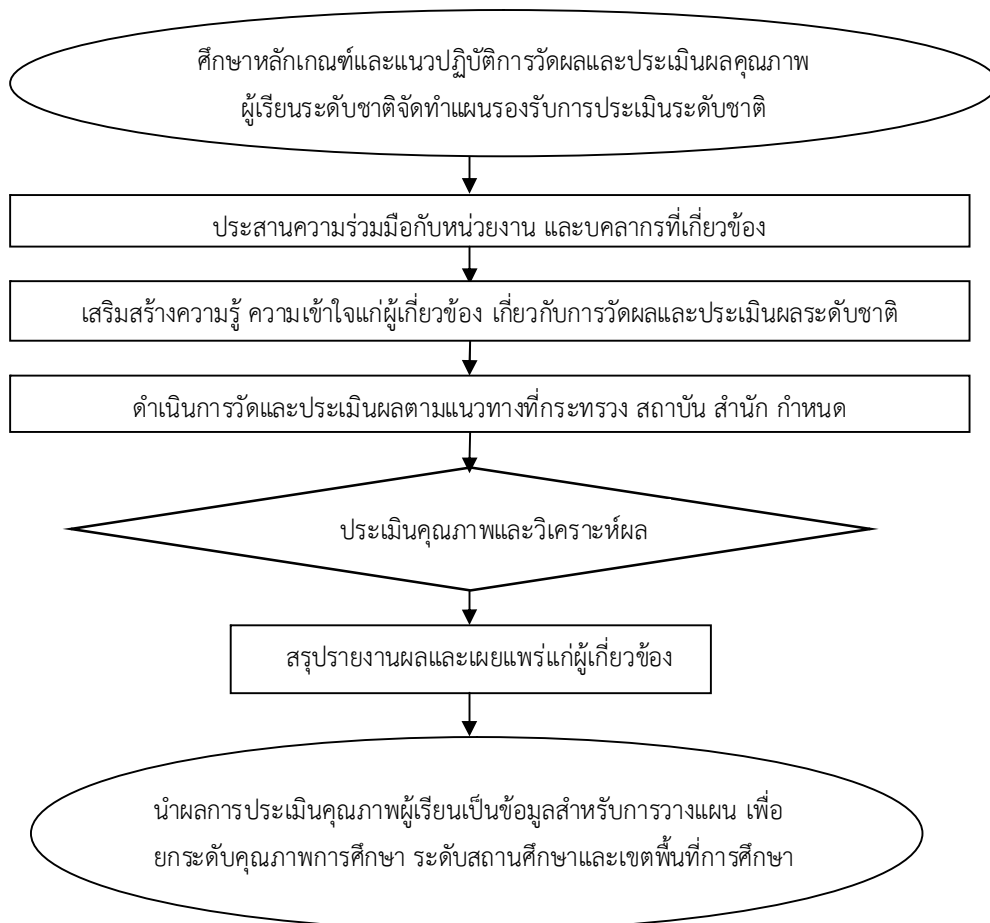 ศึกษาหลักเกณฑ์และแนวปฏิบัติการวัดผลและประเมินผลคุณภาพ
ผู้เรียนระดับชาติจัดทำแผนรองรับการประเมินระดับชาติ
ประสานความร่วมมือกับหน่วยงาน และบคลากรที่เกี่ยวข้อง
เสริมสร้างความรู้ ความเข้าใจแก่ผู้เกี่ยวข้อง เกี่ยวกับการวัดผลและประเมินผลระดับชาติ
ดำเนินการวัดและประเมินผลตามแนวทางที่กระทรวง สถาบัน สำนัก กำหนด
ประเมินคุณภาพและวิเคราะห์ผล
สรุปรายงานผลและเผยแพร่แก่ผู้เกี่ยวข้อง
นำผลการประเมินคุณภาพผู้เรียนเป็นข้อมูลสำหรับการวางแผน เพื่อ
ยกระดับคุณภาพการศึกษา ระดับสถานศึกษาและเขตพื้นที่การศึกษา